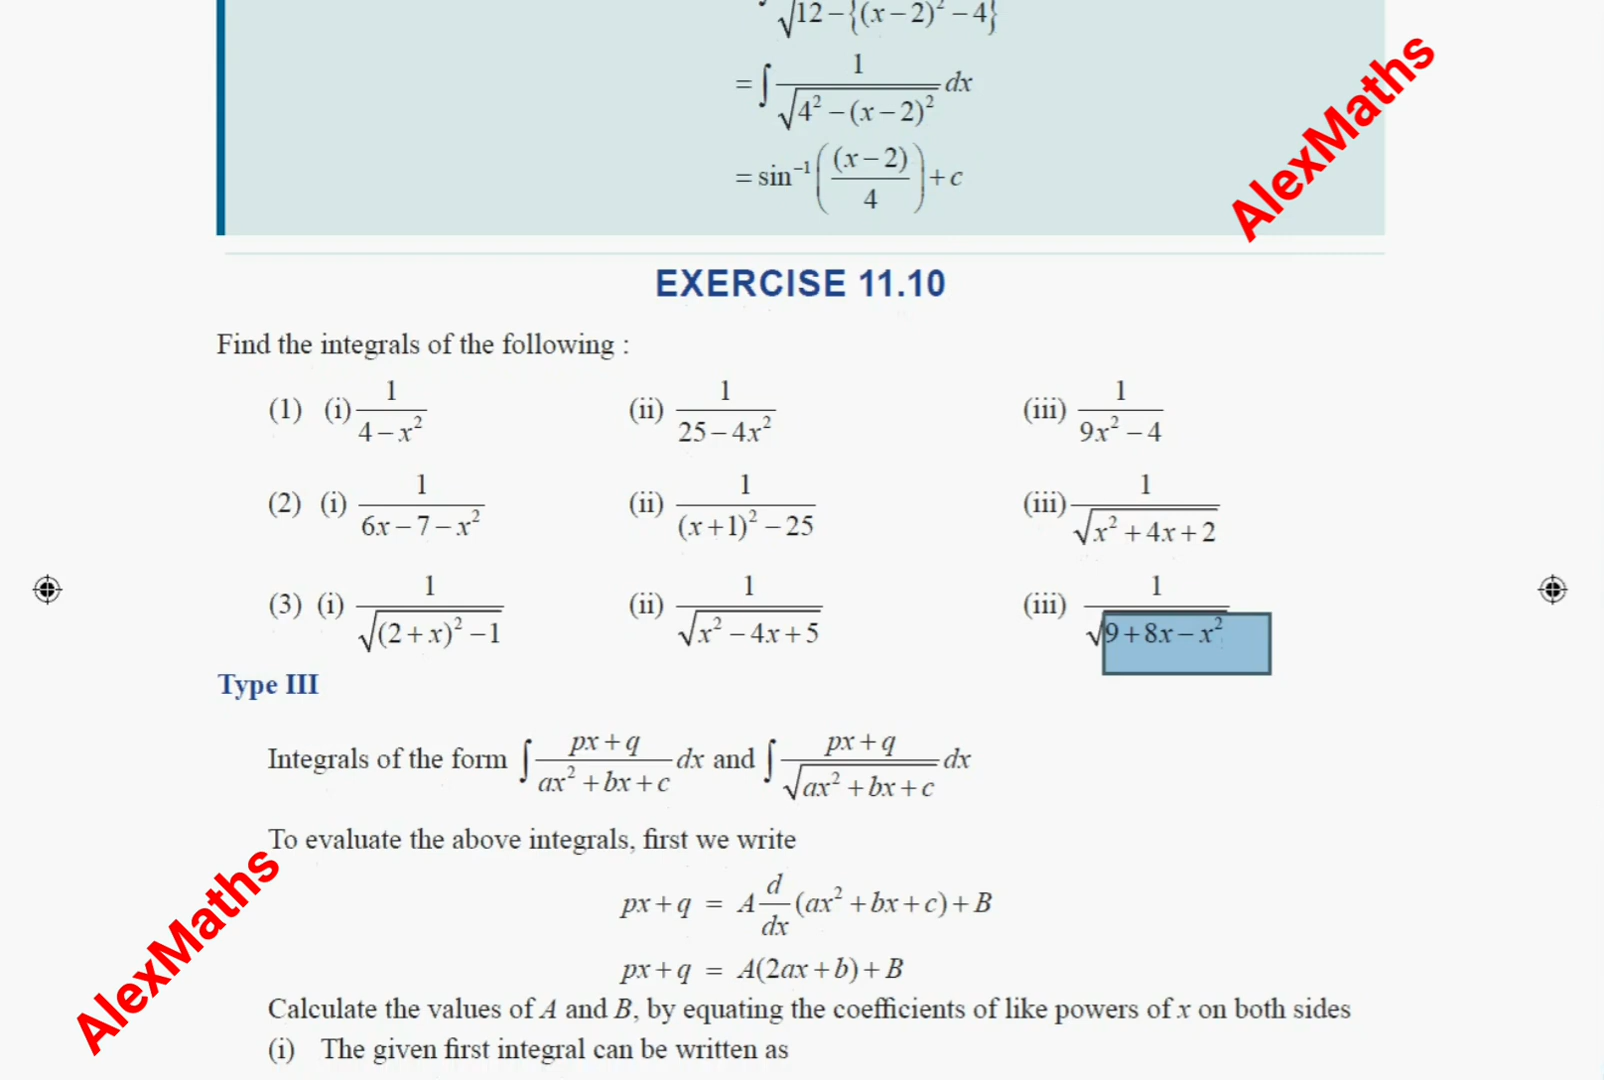 √12 − {(x − 2)² − 4}
= ∫ 1/√(4² − (x − 2)²) dx
= sin⁻¹((x − 2)/4) + c
AlexMaths
EXERCISE 11.10
Find the integrals of the following :
(1) (i) 1/(4 − x²) (ii) 1/(25 − 4x²) (iii) 1/(9x² − 4)
(2) (i) 1/(6x − 7 − x²) (ii) 1/((x + 1)² − 25) (iii) 1/√(x² + 4x + 2)
(3) (i) 1/√((2 + x)² − 1) (ii) 1/√(x² − 4x + 5) (iii) 1/√(9 + 8x − x²)
Type III
Integrals of the form ∫ (px + q)/(ax² + bx + c) dx and ∫ (px + q)/√(ax² + bx + c) dx
To evaluate the above integrals, first we write
px + q = A d/dx (ax² + bx + c) + B
px + q = A(2ax + b) + B
Calculate the values of A and B, by equating the coefficients of like powers of x on both sides
(i) The given first integral can be written as
AlexMaths